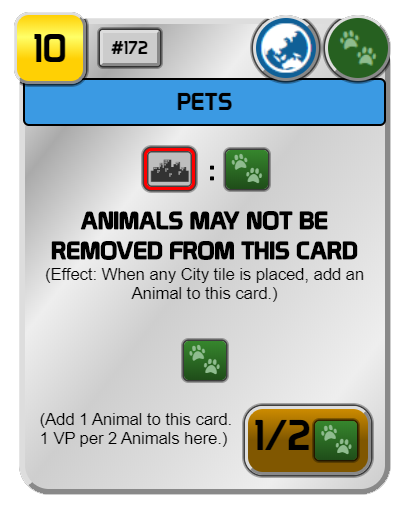 10
#172
PETS
:
ANIMALS MAY NOT BE
REMOVED FROM THIS CARD
(Effect: When any City tile is placed, add an
Animal to this card.)
(Add 1 Animal to this card.
1 VP per 2 Animals here.)
1/2